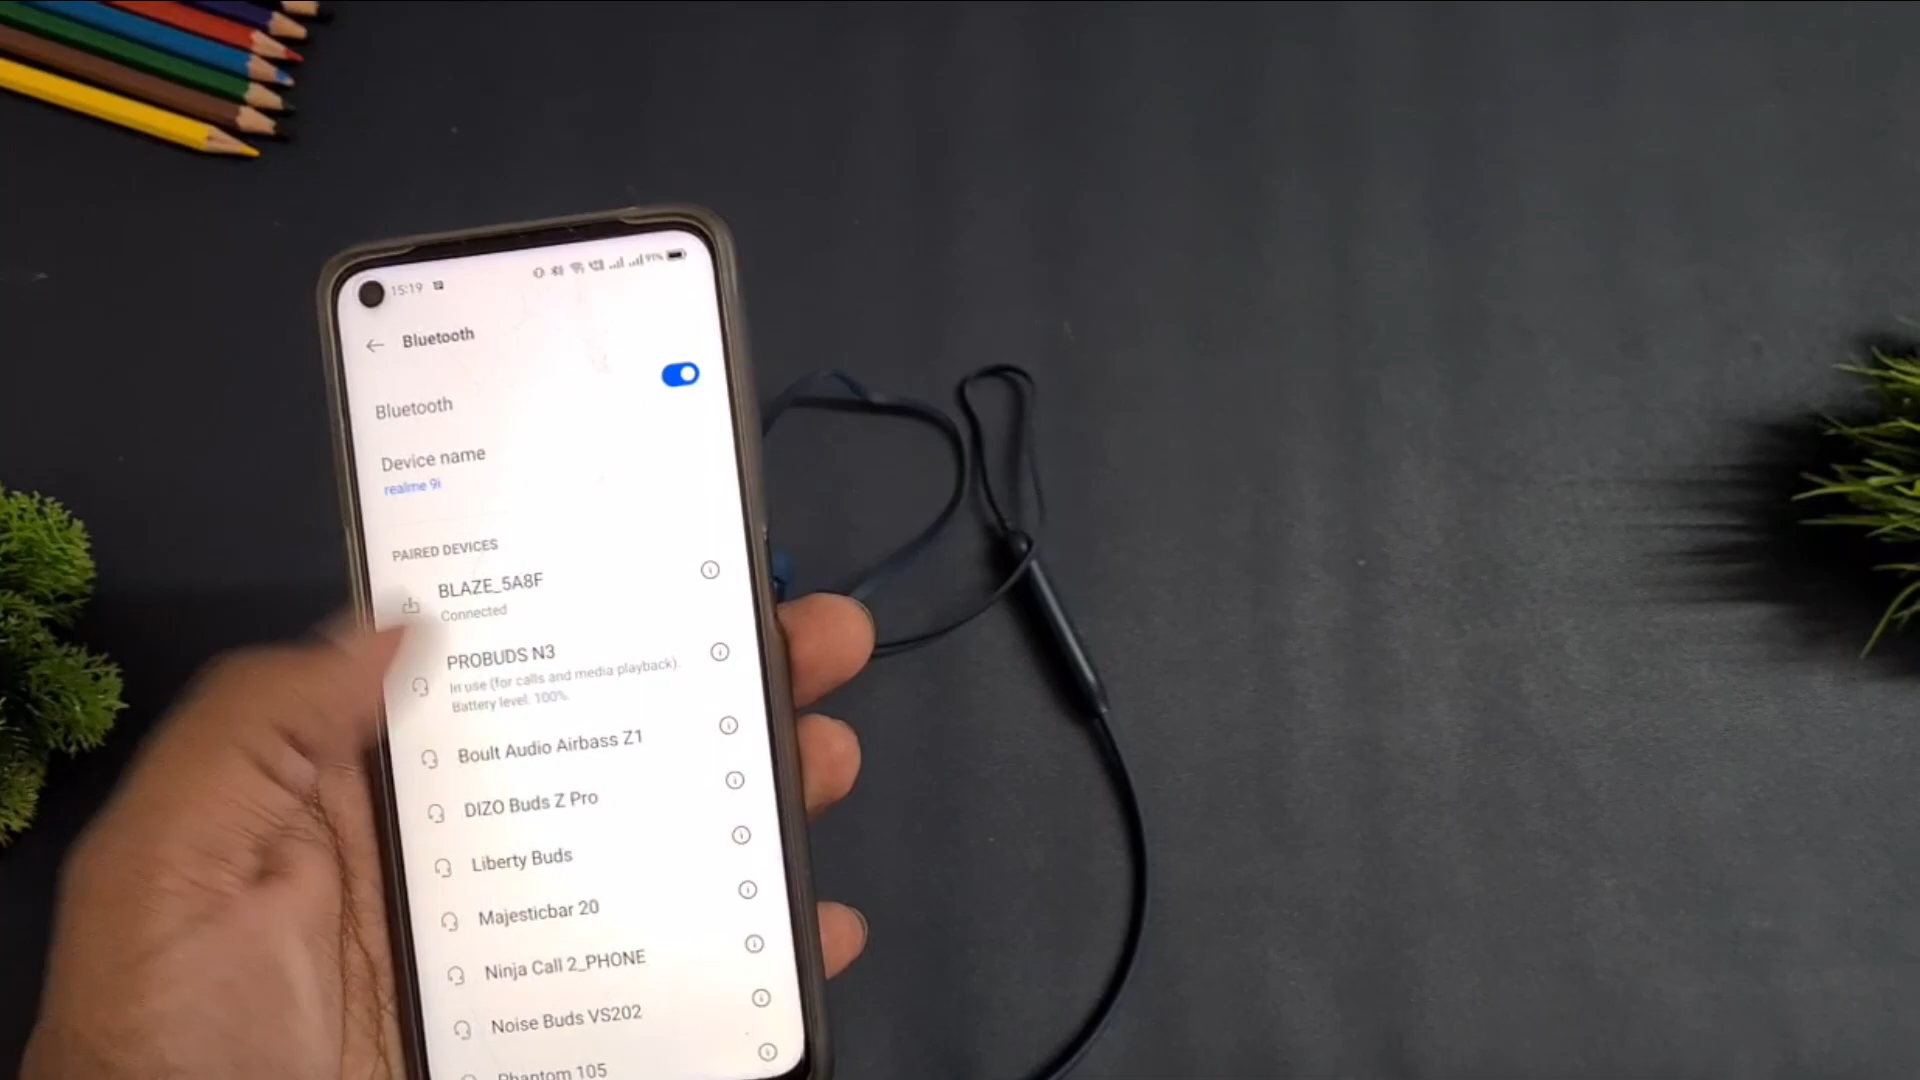 15:19
91%
Bluetooth
Bluetooth
Device name
realme 9i
PAIRED DEVICES
BLAZE_5A8F
Connected
PROBUDS N3
In use (for calls and media playback).
Battery level: 100%.
Boult Audio Airbass Z1
DIZO Buds Z Pro
Liberty Buds
Majesticbar 20
Ninja Call 2_PHONE
Noise Buds VS202
Phantom 105